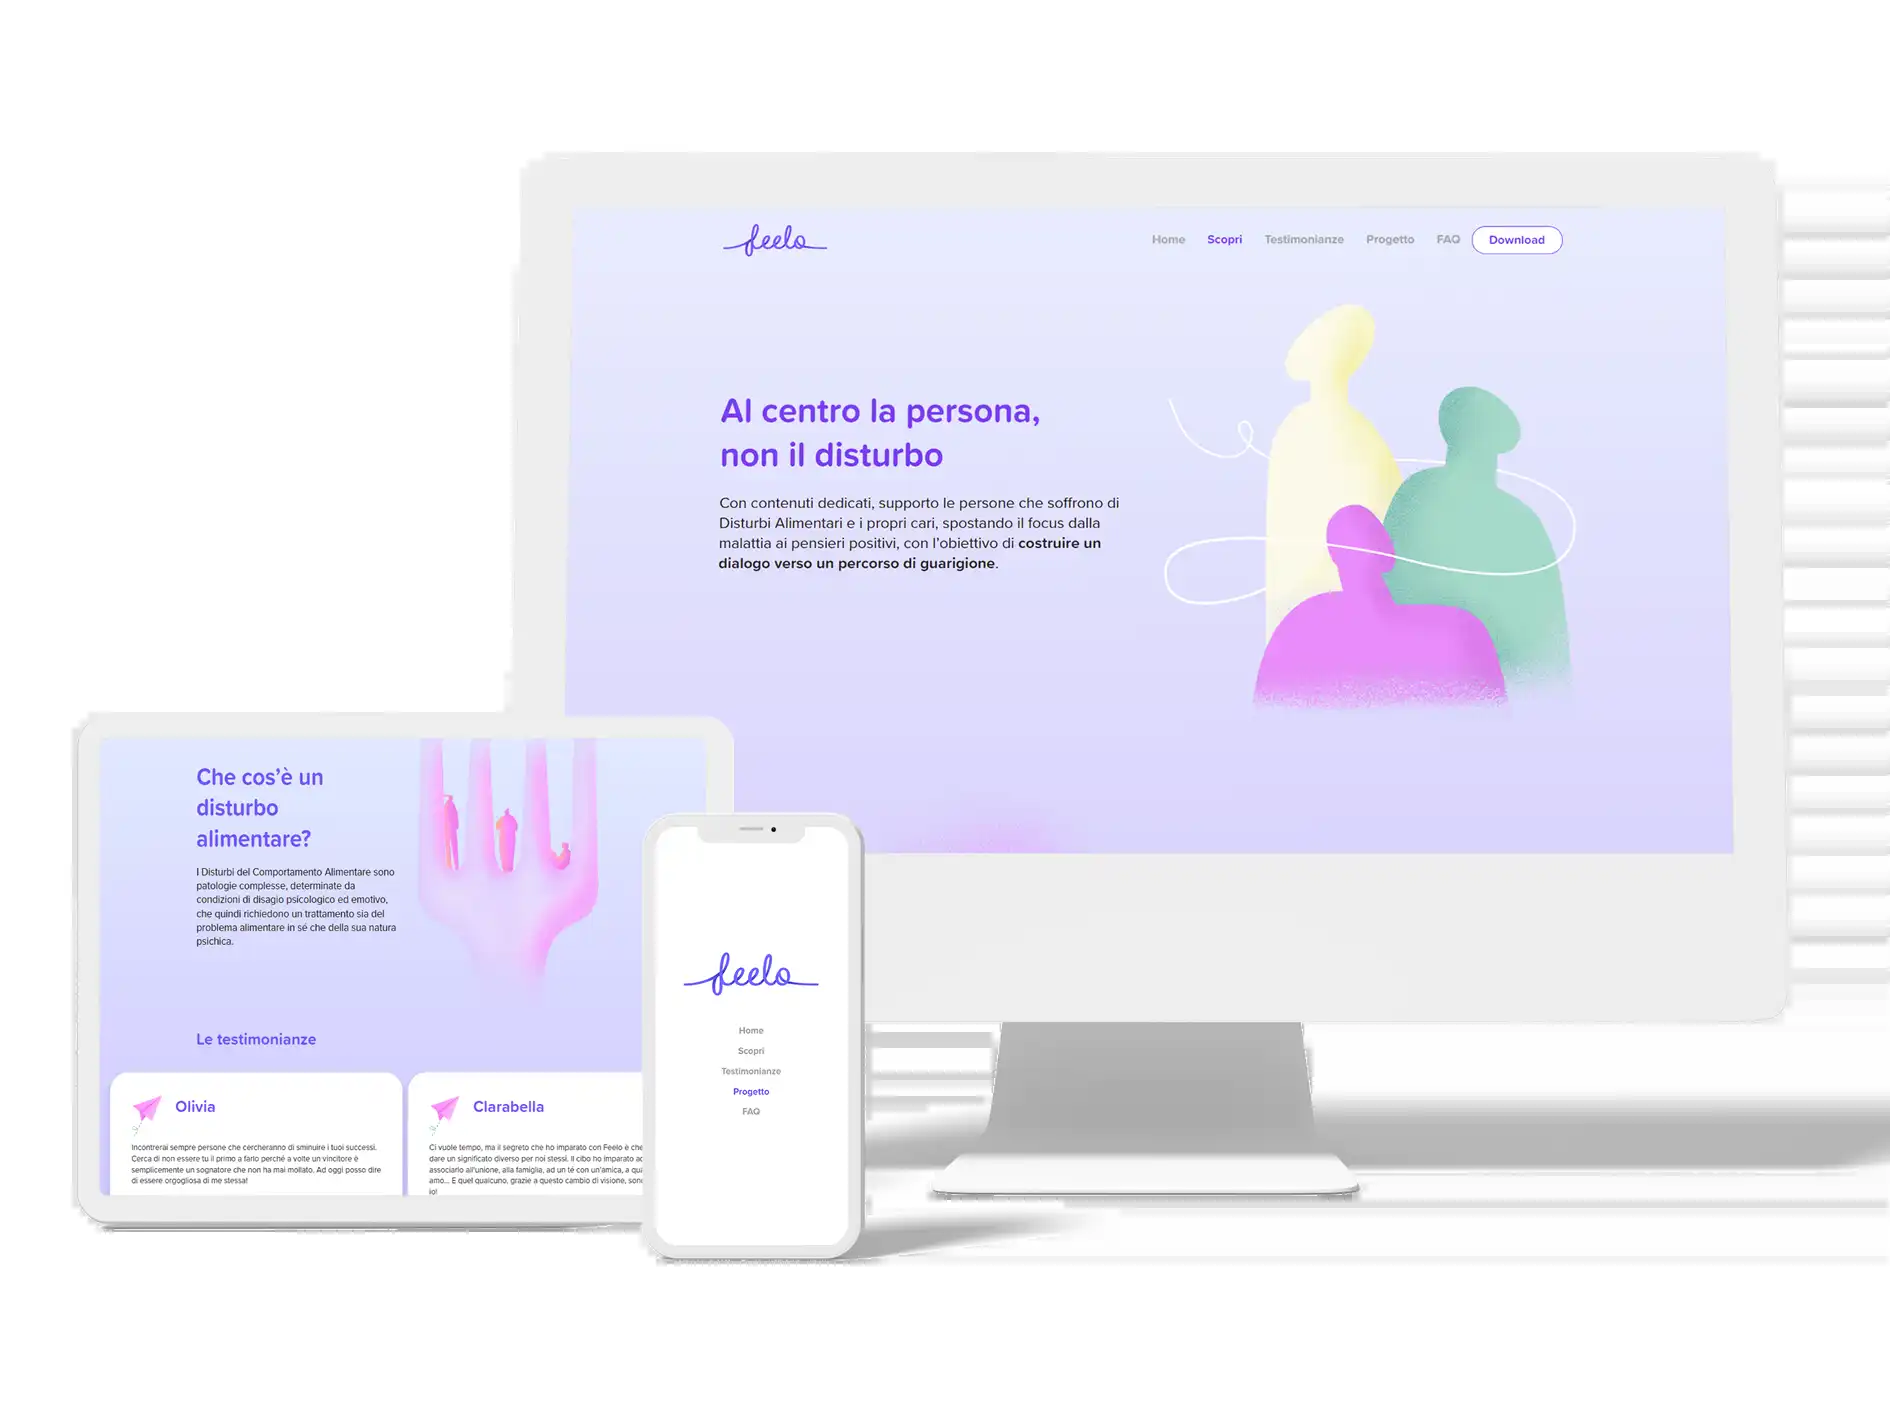 feelo
Home Scopri Testimonianze Progetto FAQ Download
Al centro la persona,
non il disturbo
Con contenuti dedicati, supporto le persone che soffrono di
Disturbi Alimentari e i propri cari, spostando il focus dalla
malattia ai pensieri positivi, con l'obiettivo di costruire un
dialogo verso un percorso di guarigione.
Che cos'è un
disturbo
alimentare?
I Disturbi del Comportamento Alimentare sono
patologie complesse, determinate da
condizioni di disagio psicologico ed emotivo,
che quindi richiedono un trattamento sia del
problema alimentare in sé che della sua natura
psichica.
Le testimonianze
Olivia
Incontrerai sempre persone che cercheranno di sminuire i tuoi successi.
Cerca di non essere tu il primo a farlo perché a volte un vincitore è
semplicemente un sognatore che non ha mai mollato. Ad oggi posso dire
di essere orgogliosa di me stessa!
Clarabella
Ci vuole tempo, ma il segreto che ho imparato con Feelo è che
dare un significato diverso per noi stessi. Il cibo ho imparato
associarlo all'unione, alla famiglia, ad un té con un'amica, a
amo... E quel qualcuno, grazie a questo cambio di visione,
io!
feelo
Home
Scopri
Testimonianze
Progetto
FAQ